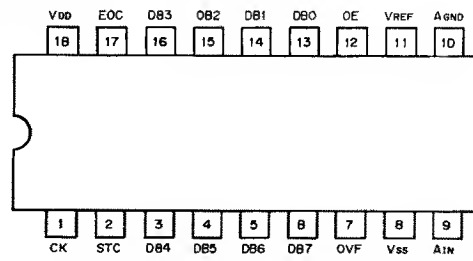 VDD EOC DB3 OB2 DB1 DB0 OE VREF AGND
18 17 16 15 14 13 12 11 10
1 2 3 4 5 6 7 8 9
CK STC DB4 DB5 DB6 DB7 OVF VSS AIN